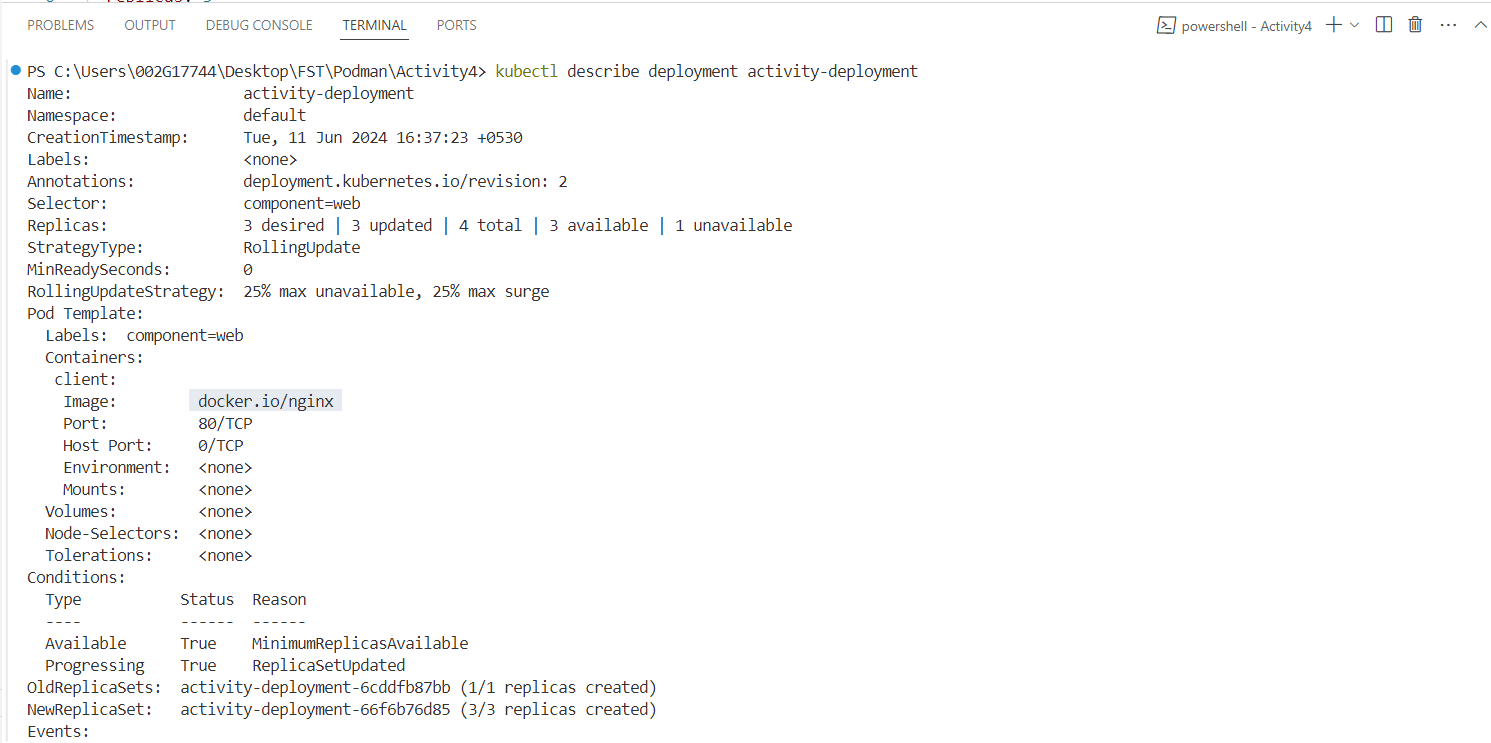 PROBLEMS OUTPUT DEBUG CONSOLE TERMINAL PORTS powershell - Activity4
PS C:\Users\002G17744\Desktop\FST\Podman\Activity4> kubectl describe deployment activity-deployment
Name: activity-deployment
Namespace: default
CreationTimestamp: Tue, 11 Jun 2024 16:37:23 +0530
Labels: <none>
Annotations: deployment.kubernetes.io/revision: 2
Selector: component=web
Replicas: 3 desired | 3 updated | 4 total | 3 available | 1 unavailable
StrategyType: RollingUpdate
MinReadySeconds: 0
RollingUpdateStrategy: 25% max unavailable, 25% max surge
Pod Template:
Labels: component=web
Containers:
client:
Image: docker.io/nginx
Port: 80/TCP
Host Port: 0/TCP
Environment: <none>
Mounts: <none>
Volumes: <none>
Node-Selectors: <none>
Tolerations: <none>
Conditions:
Type Status Reason
---- ------ ------
Available True MinimumReplicasAvailable
Progressing True ReplicaSetUpdated
OldReplicaSets: activity-deployment-6cddfb87bb (1/1 replicas created)
NewReplicaSet: activity-deployment-66f6b76d85 (3/3 replicas created)
Events: